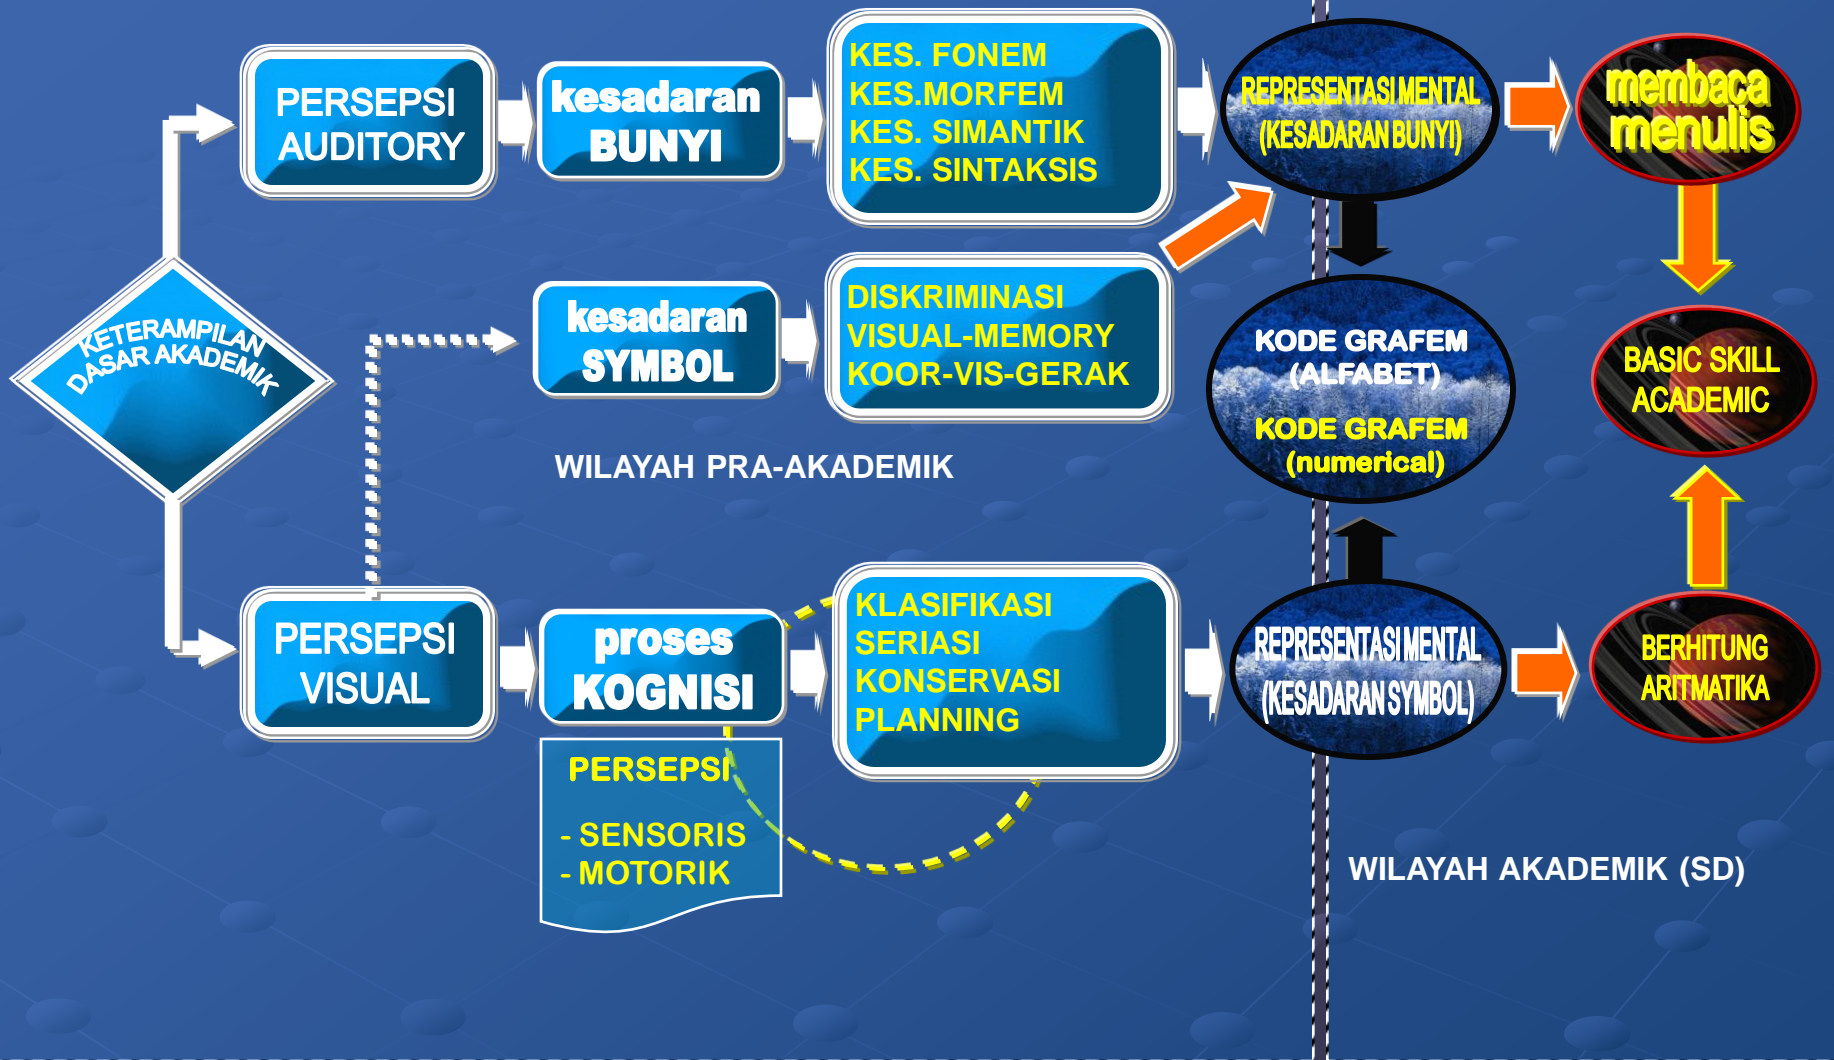 KETERAMPILAN
DASAR AKADEMIK
PERSEPSI
AUDITORY
kesadaran
BUNYI
KES. FONEM
KES.MORFEM
KES. SIMANTIK
KES. SINTAKSIS
REPRESENTASI MENTAL
(KESADARAN BUNYI)
membaca
menulis
kesadaran
SYMBOL
DISKRIMINASI
VISUAL-MEMORY
KOOR-VIS-GERAK
KODE GRAFEM
(ALFABET)
KODE GRAFEM
(numerical)
BASIC SKILL
ACADEMIC
WILAYAH PRA-AKADEMIK
PERSEPSI
VISUAL
proses
KOGNISI
KLASIFIKASI
SERIASI
KONSERVASI
PLANNING
REPRESENTASI MENTAL
(KESADARAN SYMBOL)
BERHITUNG
ARITMATIKA
PERSEPSI
- SENSORIS
- MOTORIK
WILAYAH AKADEMIK (SD)